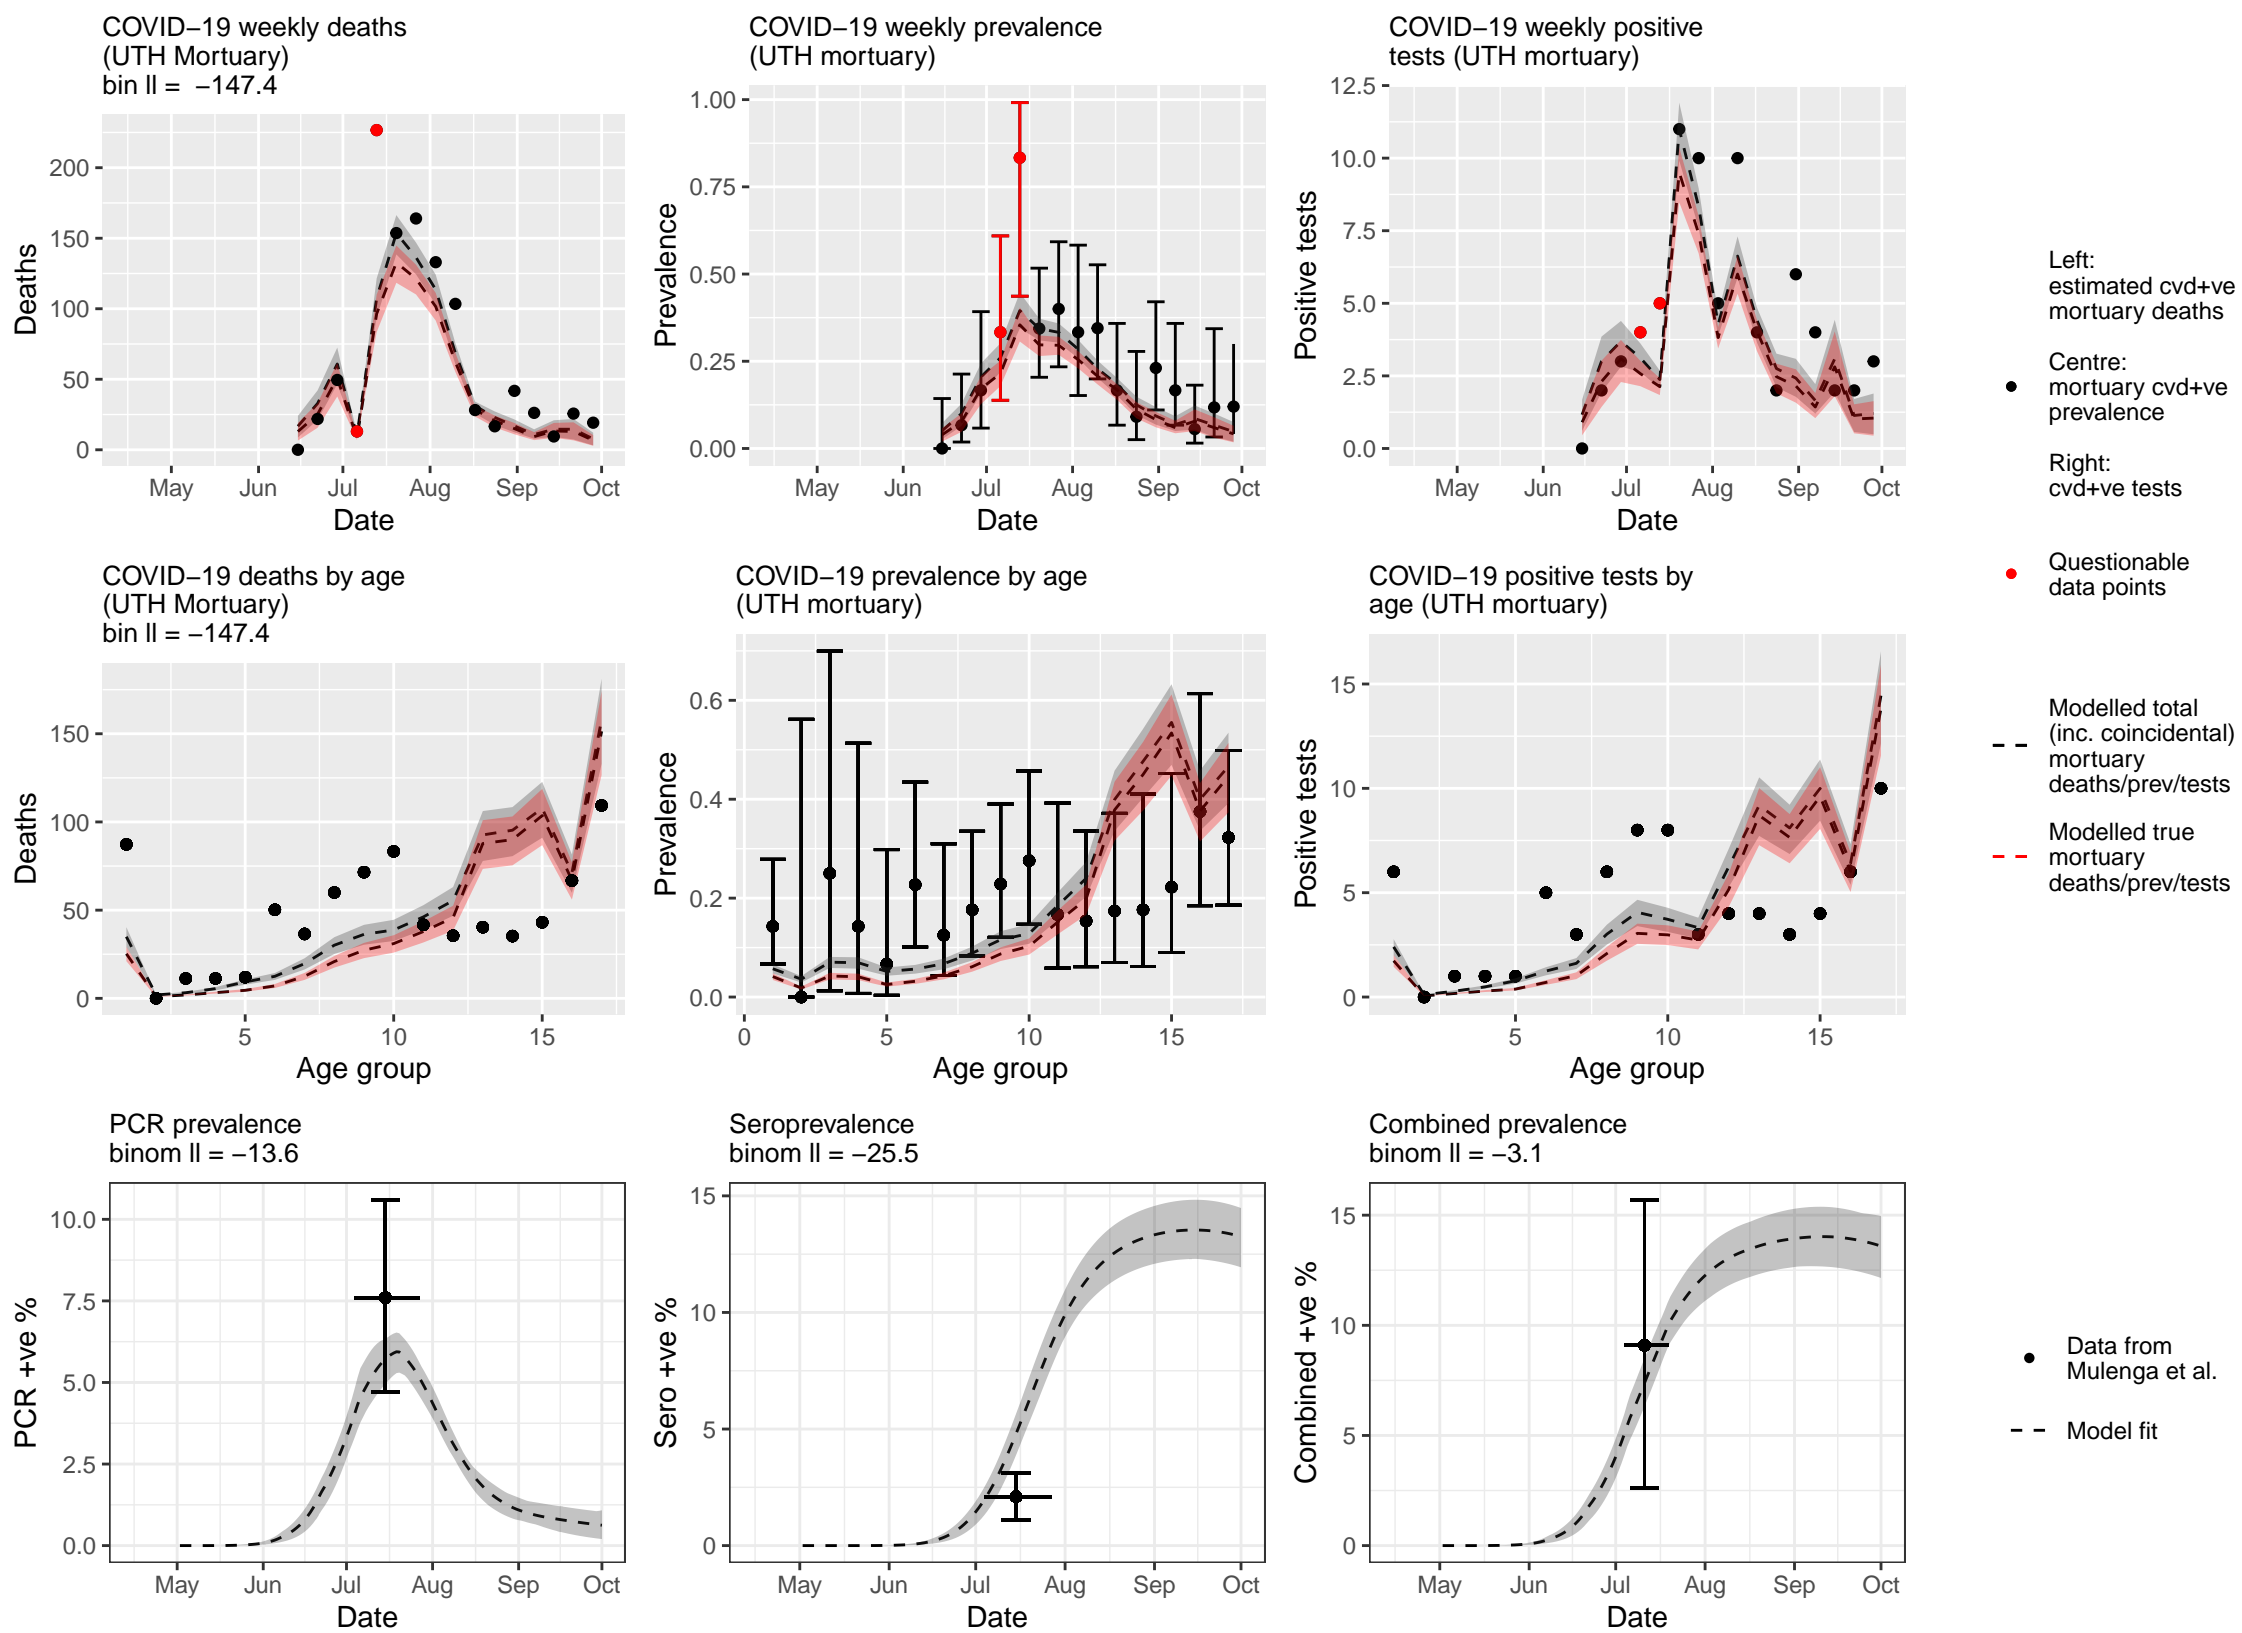 COVID−19 weekly deaths
(UTH Mortuary)
bin ll =  −147.4
200
150
100
50
0
Deaths
May Jun Jul Aug Sep Oct
Date
COVID−19 weekly prevalence
(UTH mortuary)
1.00
0.75
0.50
0.25
0.00
Prevalence
May Jun Jul Aug Sep Oct
Date
COVID−19 weekly positive
tests (UTH mortuary)
12.5
10.0
7.5
5.0
2.5
0.0
Positive tests
May Jun Jul Aug Sep Oct
Date
Left:
estimated cvd+ve
mortuary deaths
Centre:
mortuary cvd+ve
prevalence
Right:
cvd+ve tests
Questionable
data points
Modelled total
(inc. coincidental)
mortuary
deaths/prev/tests
Modelled true
mortuary
deaths/prev/tests
COVID−19 deaths by age
(UTH Mortuary)
bin ll = −147.4
150
100
50
0
Deaths
5 10 15
Age group
COVID−19 prevalence by age
(UTH mortuary)
0.6
0.4
0.2
0.0
Prevalence
0 5 10 15
Age group
COVID−19 positive tests by
age (UTH mortuary)
15
10
5
0
Positive tests
5 10 15
Age group
PCR prevalence
binom ll = −13.6
10.0
7.5
5.0
2.5
0.0
PCR +ve %
May Jun Jul Aug Sep Oct
Date
Seroprevalence
binom ll = −25.5
15
10
5
0
Sero +ve %
May Jun Jul Aug Sep Oct
Date
Combined prevalence
binom ll = −3.1
15
10
5
0
Combined +ve %
May Jun Jul Aug Sep Oct
Date
Data from
Mulenga et al.
Model fit